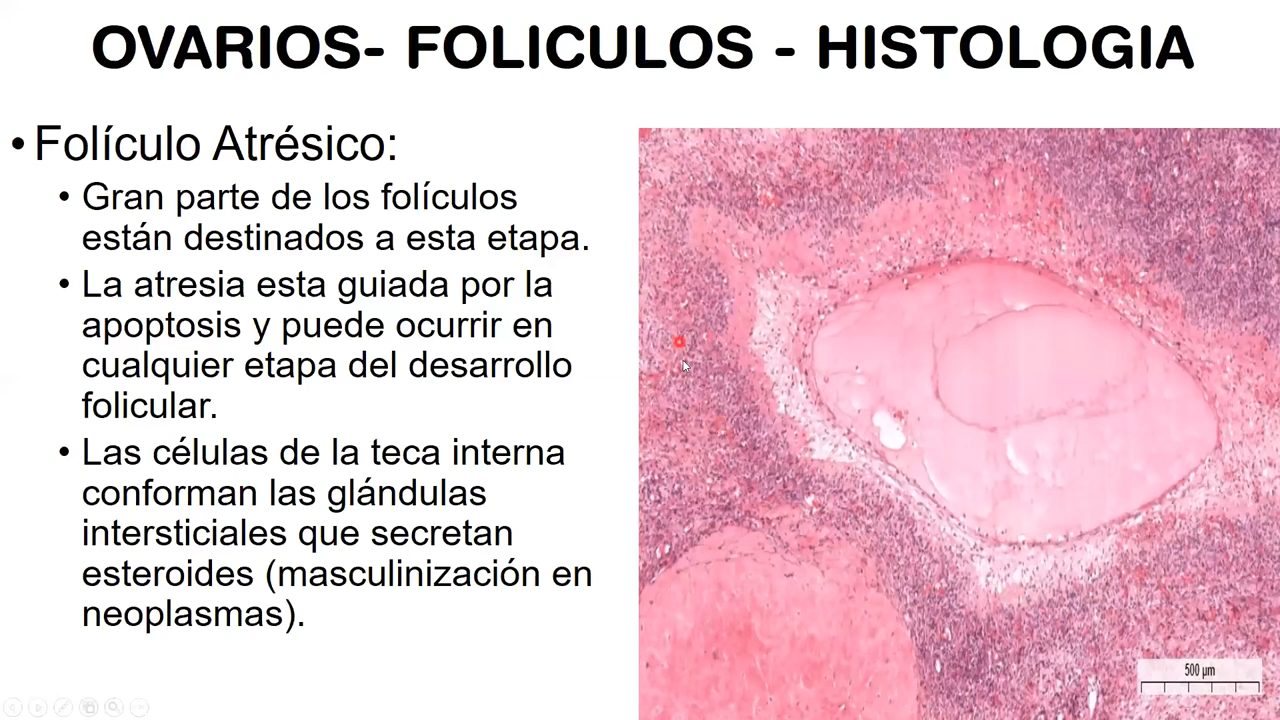 OVARIOS- FOLICULOS - HISTOLOGIA
• Folículo Atrésico:
• Gran parte de los folículos
están destinados a esta etapa.
• La atresia esta guiada por la
apoptosis y puede ocurrir en
cualquier etapa del desarrollo
folicular.
• Las células de la teca interna
conforman las glándulas
intersticiales que secretan
esteroides (masculinización en
neoplasmas).
500 µm